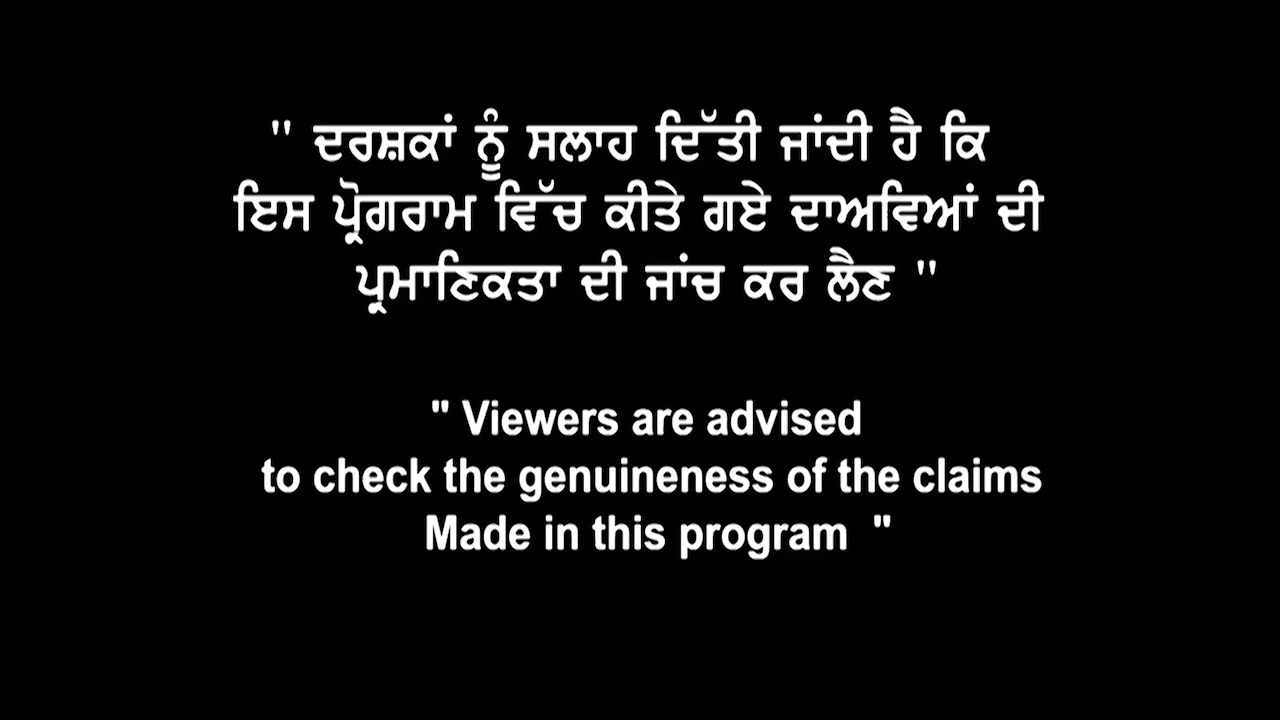 " ਦਰਸ਼ਕਾਂ ਨੂੰ ਸਲਾਹ ਦਿੱਤੀ ਜਾਂਦੀ ਹੈ ਕਿ
ਇਸ ਪ੍ਰੋਗਰਾਮ ਵਿੱਚ ਕੀਤੇ ਗਏ ਦਾਅਵਿਆਂ ਦੀ
ਪ੍ਰਮਾਣਿਕਤਾ ਦੀ ਜਾਂਚ ਕਰ ਲੈਣ "
" Viewers are advised
to check the genuineness of the claims
Made in this program "